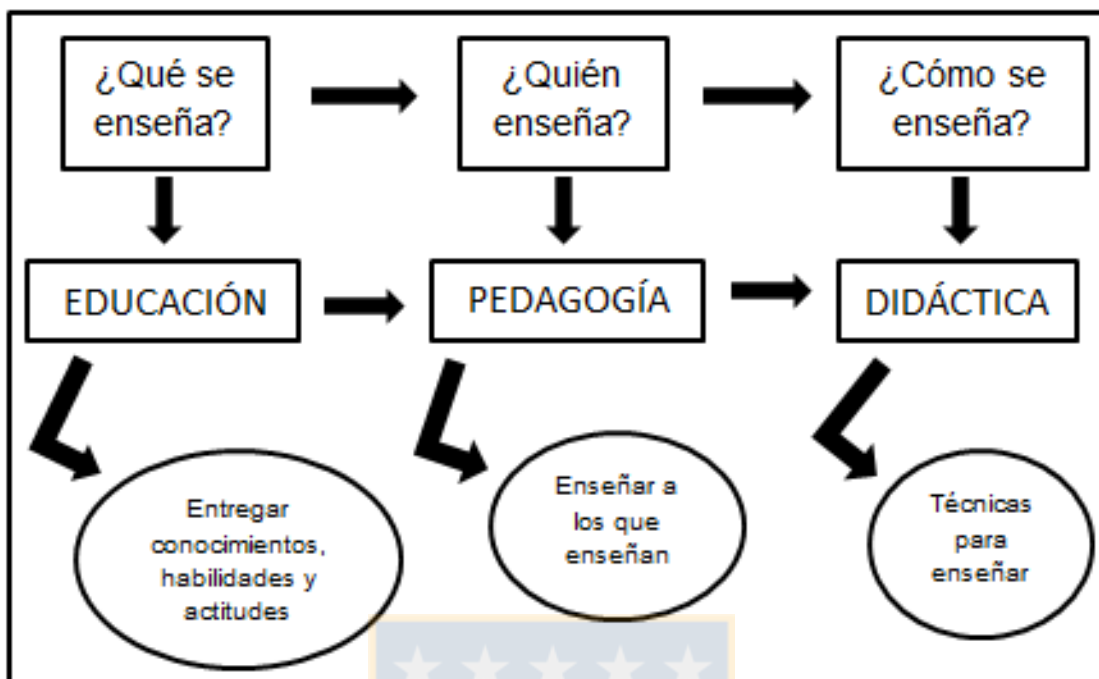 ¿Qué se
enseña?
¿Quién
enseña?
¿Cómo se
enseña?
EDUCACIÓN
PEDAGOGÍA
DIDÁCTICA
Entregar
conocimientos,
habilidades y
actitudes
Enseñar a
los que
enseñan
Técnicas
para
enseñar